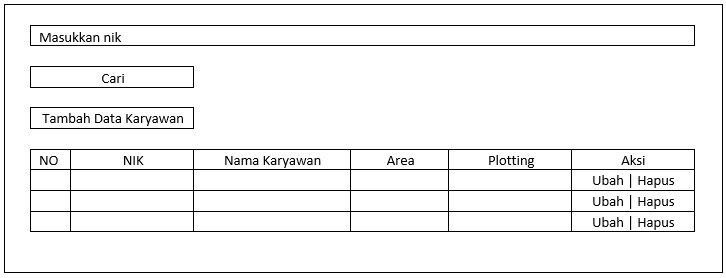 Masukkan nik
Cari
Tambah Data Karyawan
NO NIK Nama Karyawan Area Plotting Aksi
Ubah | Hapus
Ubah | Hapus
Ubah | Hapus